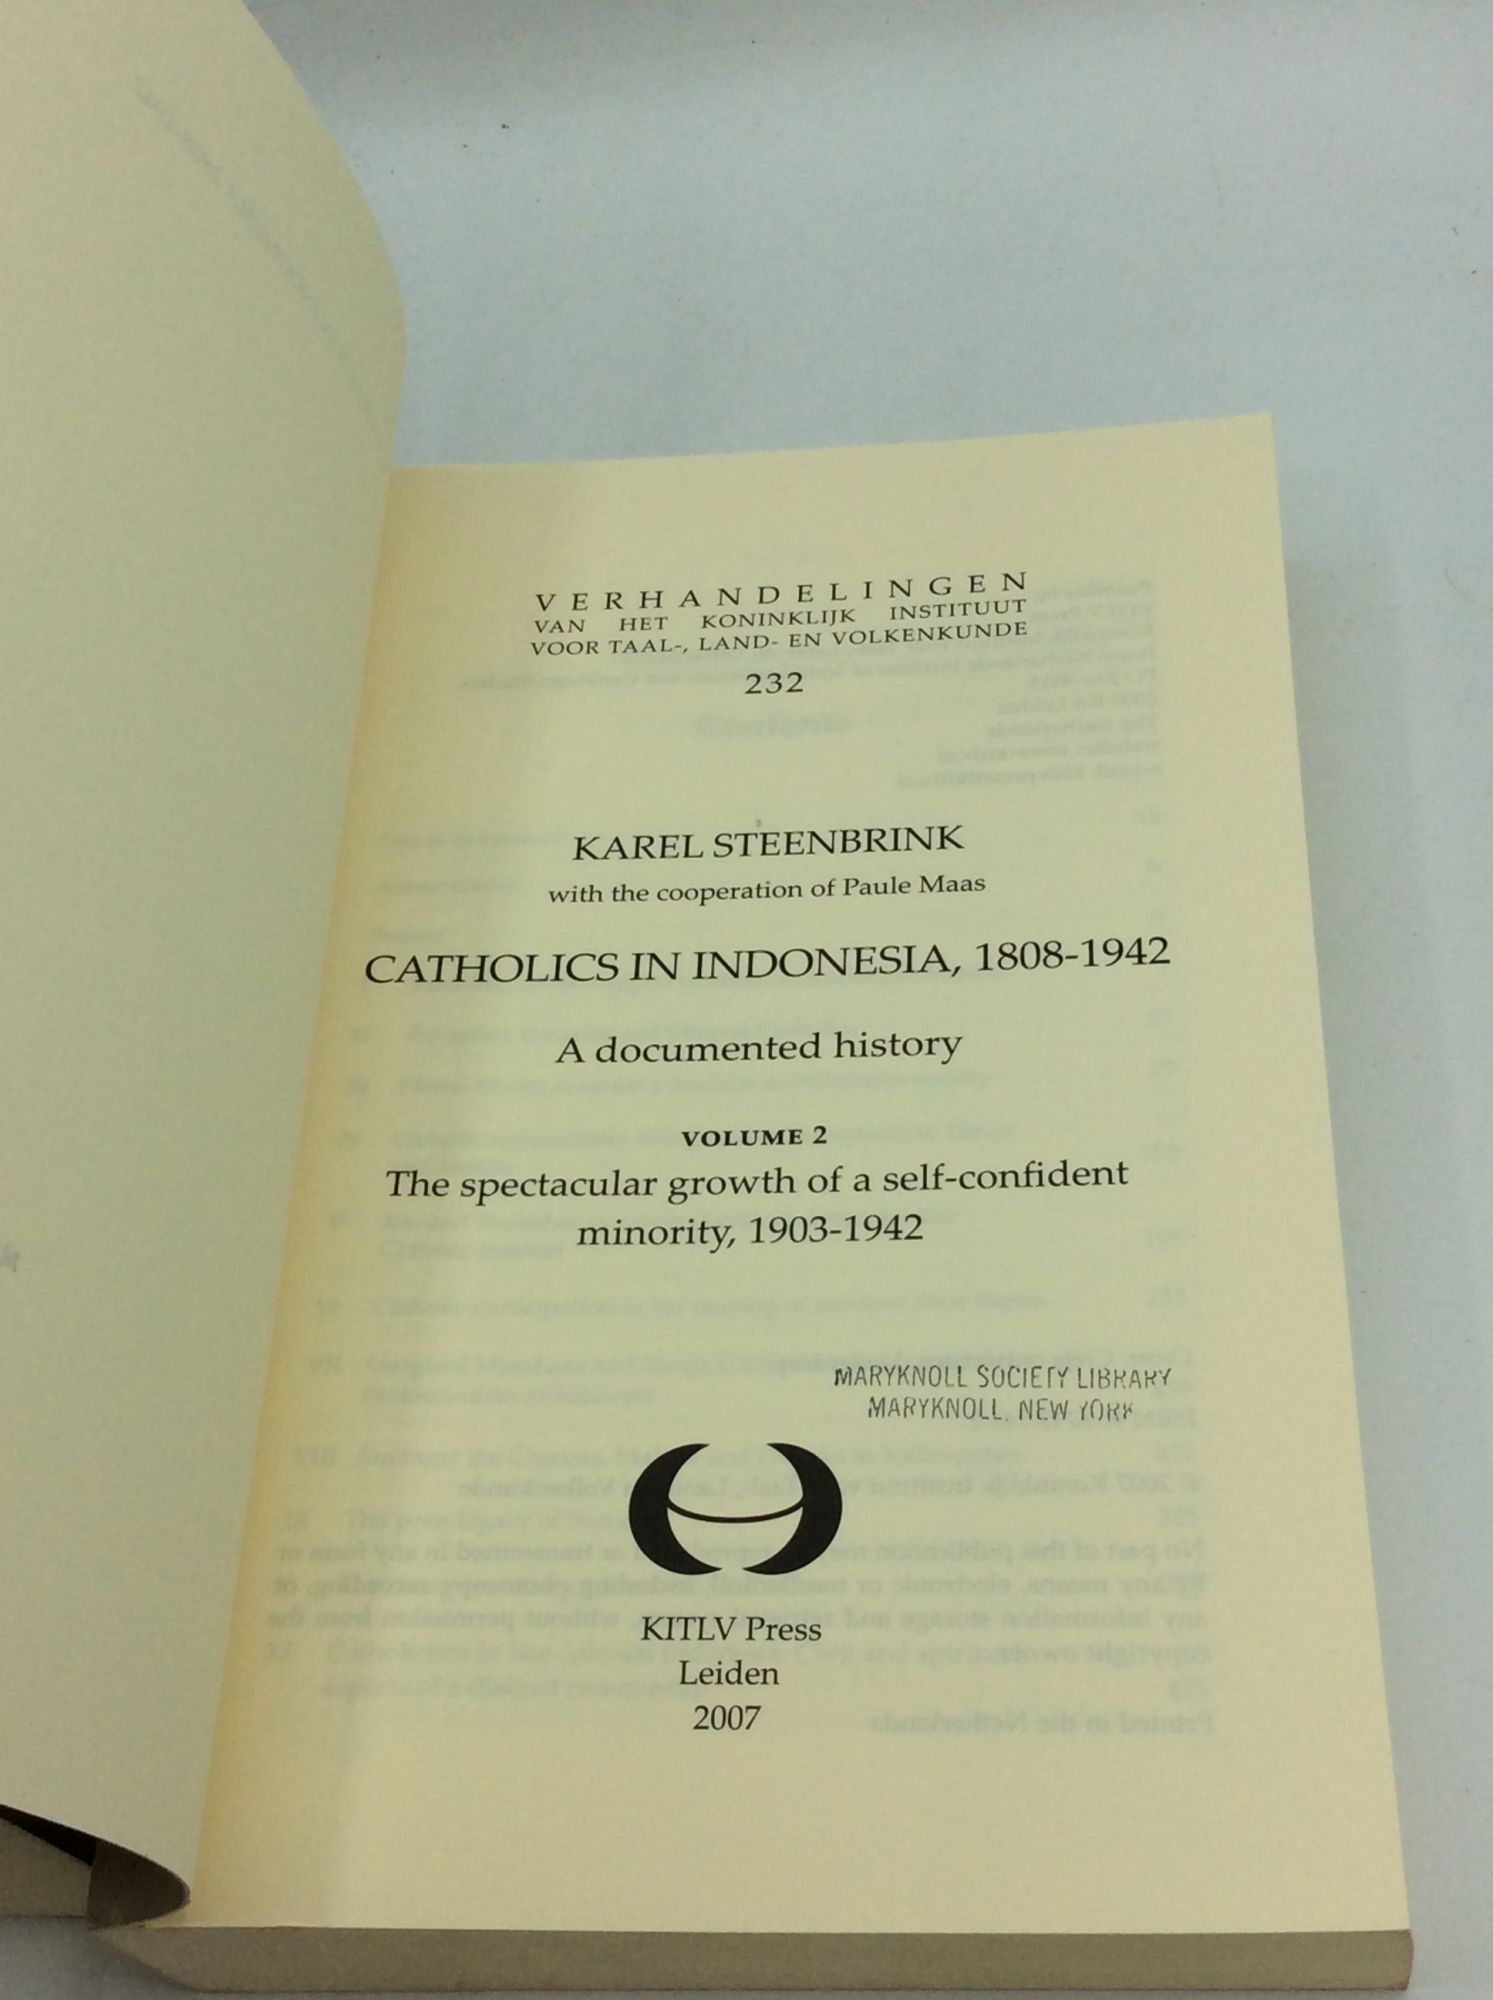 VERHANDELINGEN
VAN HET KONINKLIJK INSTITUUT
VOOR TAAL-, LAND- EN VOLKENKUNDE
232
KAREL STEENBRINK
with the cooperation of Paule Maas
CATHOLICS IN INDONESIA, 1808-1942
A documented history
VOLUME 2
The spectacular growth of a self-confident
minority, 1903-1942
MARYKNOLL SOCIETY LIBRARY
MARYKNOLL, NEW YORK
KITLV Press
Leiden
2007